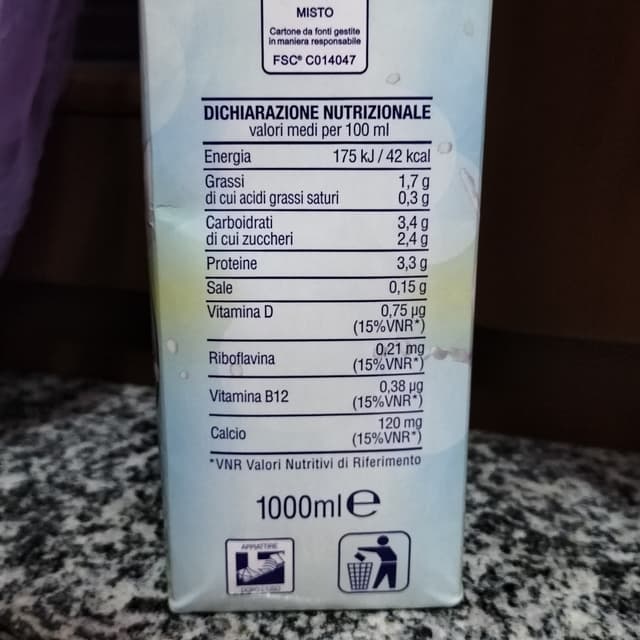 MISTO
Cartone da fonti gestite
in maniera responsabile
FSC® C014047
DICHIARAZIONE NUTRIZIONALE
valori medi per 100 ml
Energia 175 kJ / 42 kcal
Grassi 1,7 g
di cui acidi grassi saturi 0,3 g
Carboidrati 3,4 g
di cui zuccheri 2,4 g
Proteine 3,3 g
Sale 0,15 g
Vitamina D 0,75 µg
(15%VNR*)
Riboflavina 0,21 mg
(15%VNR*)
Vitamina B12 0,38 µg
(15%VNR*)
Calcio 120 mg
(15%VNR*)
*VNR Valori Nutritivi di Riferimento
1000ml e
APPIATTIRE
DOPO L'USO